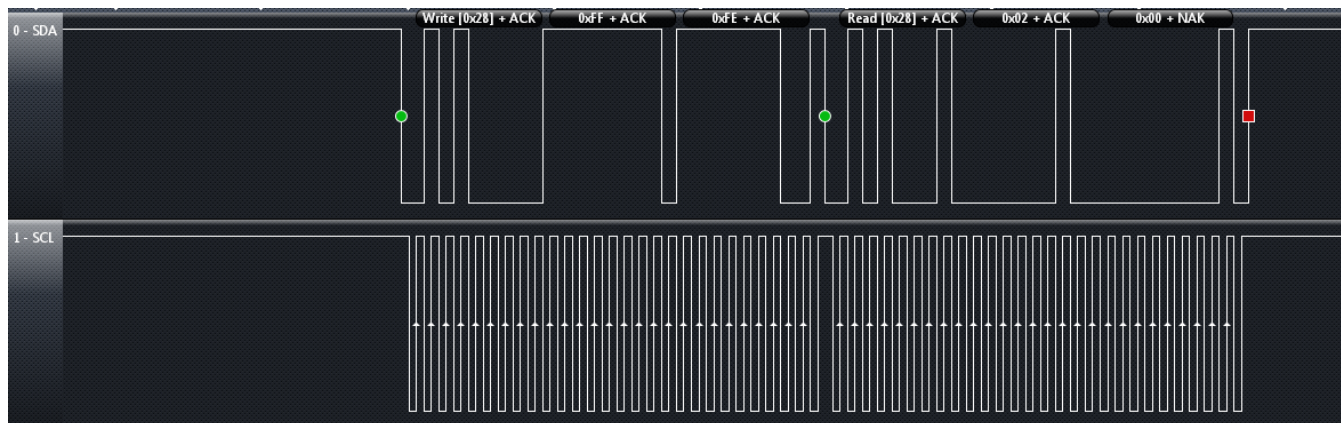 Write [0x28] + ACK 0xFF + ACK 0xFE + ACK Read [0x28] + ACK 0x02 + ACK 0x00 + NAK
0 - SDA
1 - SCL